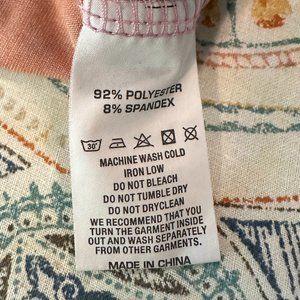 92% POLYESTER
8% SPANDEX
30°
MACHINE WASH COLD
IRON LOW
DO NOT BLEACH
DO NOT TUMBLE DRY
DO NOT DRYCLEAN
WE RECOMMEND THAT YOU
TURN THE GARMENT INSIDE
OUT AND WASH SEPARATELY
FROM OTHER GARMENTS.
MADE IN CHINA